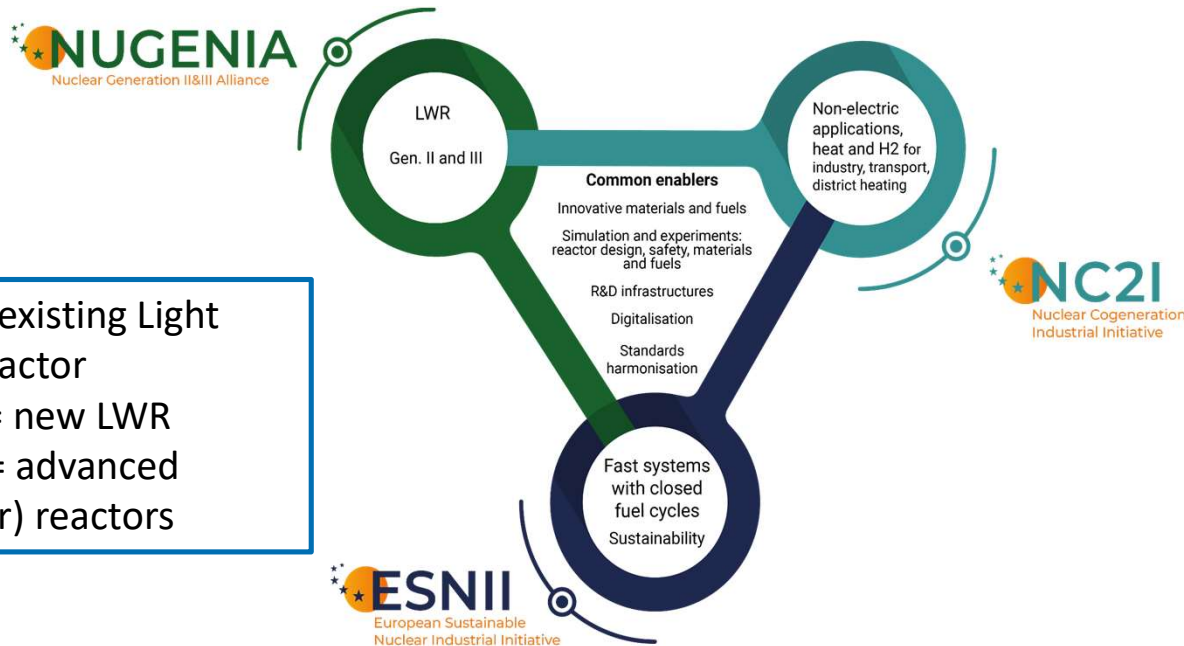 NUGENIA
Nuclear Generation II&III Alliance
LWR
Gen. II and III
Non-electric
applications,
heat and H2 for
industry, transport,
district heating
Common enablers
Innovative materials and fuels
Simulation and experiments:
reactor design, safety, materials
and fuels
R&D infrastructures
Digitalisation
Standards
harmonisation
NC2I
Nuclear Cogeneration
Industrial Initiative
existing Light
actor
= new LWR
= advanced
r) reactors
Fast systems
with closed
fuel cycles
Sustainability
ESNII
European Sustainable
Nuclear Industrial Initiative